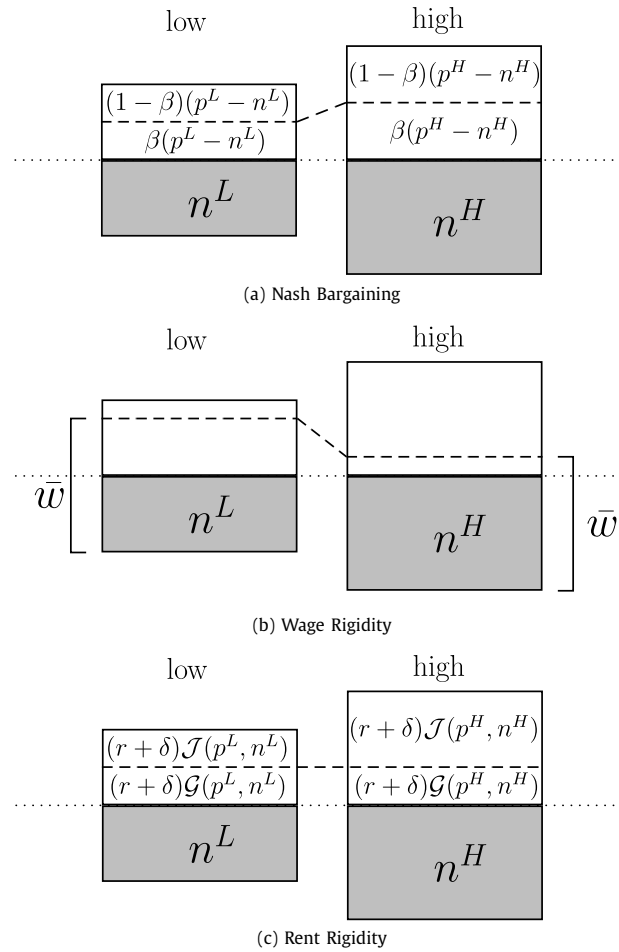 low high
(1 − β)(p^L − n^L) (1 − β)(p^H − n^H)
β(p^L − n^L) β(p^H − n^H)
n^L n^H
(a) Nash Bargaining
low high
w̄ n^L n^H w̄
(b) Wage Rigidity
low high
(r + δ)𝒥(p^L, n^L) (r + δ)𝒥(p^H, n^H)
(r + δ)𝒢(p^L, n^L) (r + δ)𝒢(p^H, n^H)
n^L n^H
(c) Rent Rigidity